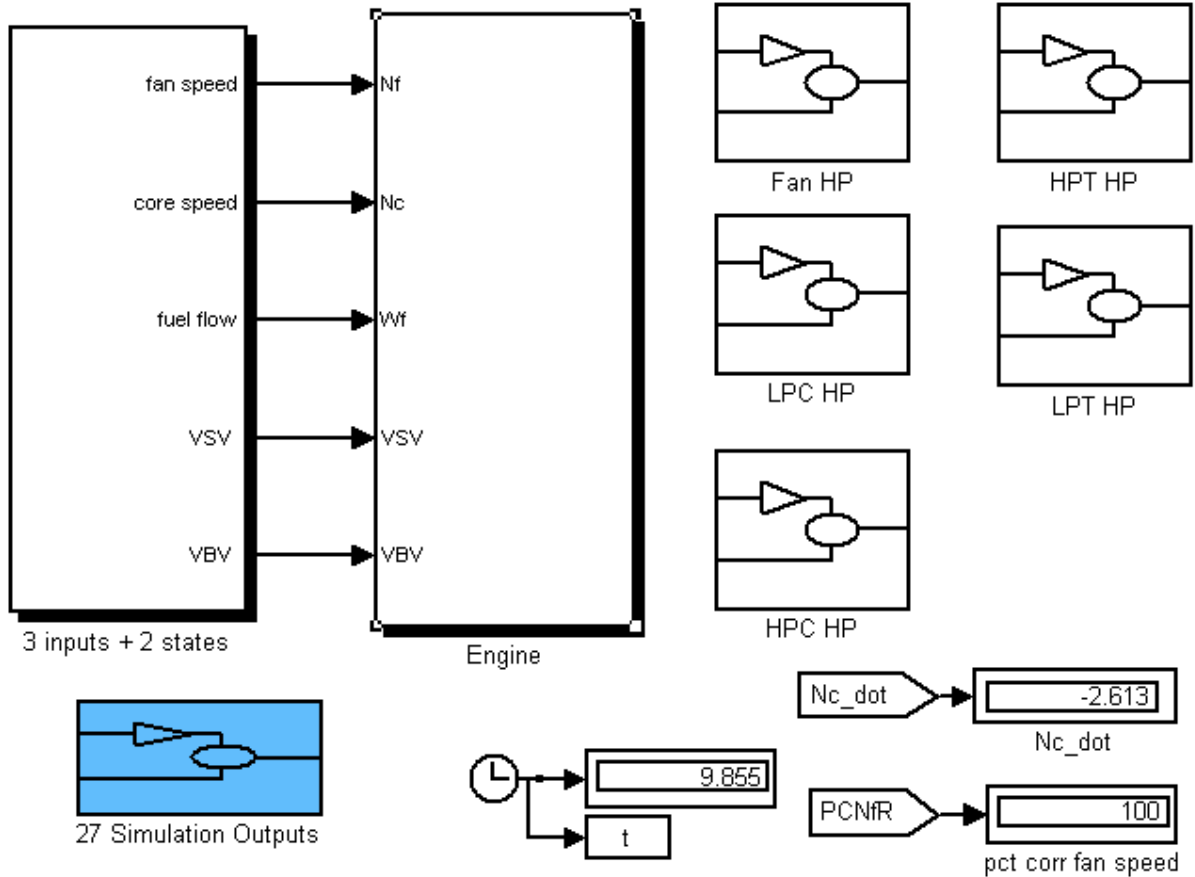 fan speed
core speed
fuel flow
VSV
VBV
3 inputs + 2 states
Nf
Nc
Wf
VSV
VBV
Engine
Fan HP
HPT HP
LPC HP
LPT HP
HPC HP
27 Simulation Outputs
9.855
t
Nc_dot
-2.613
Nc_dot
PCNfR
100
pct corr fan speed